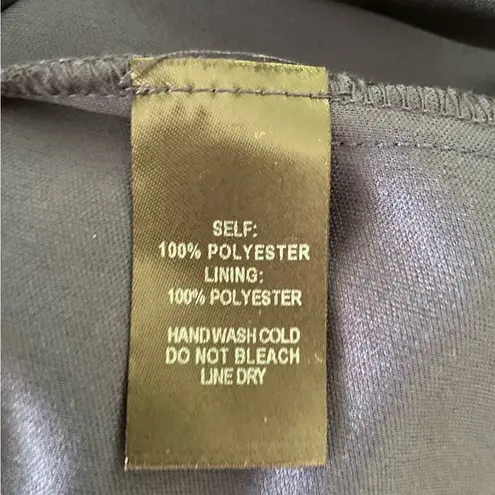 SELF:
100% POLYESTER
LINING:
100% POLYESTER
HAND WASH COLD
DO NOT BLEACH
LINE DRY